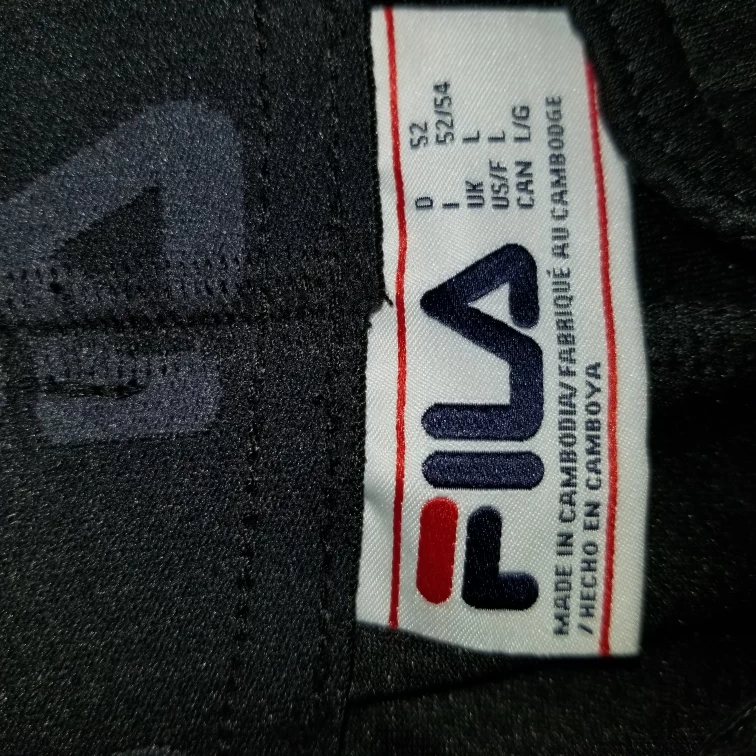 FILA
D 52
I 52/54
UK L
US/F L
CAN L/G
MADE IN CAMBODIA/ FABRIQUÉ AU CAMBODGE
/ HECHO EN CAMBOYA